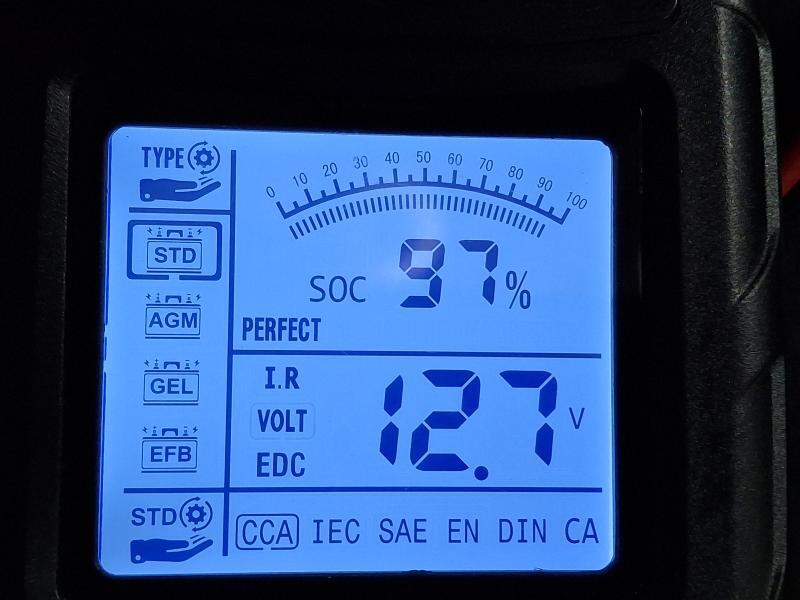 TYPE
STD
AGM
GEL
EFB
STD
0 10 20 30 40 50 60 70 80 90 100
SOC 97%
PERFECT
I.R
VOLT
EDC
12.7 V
CCA IEC SAE EN DIN CA